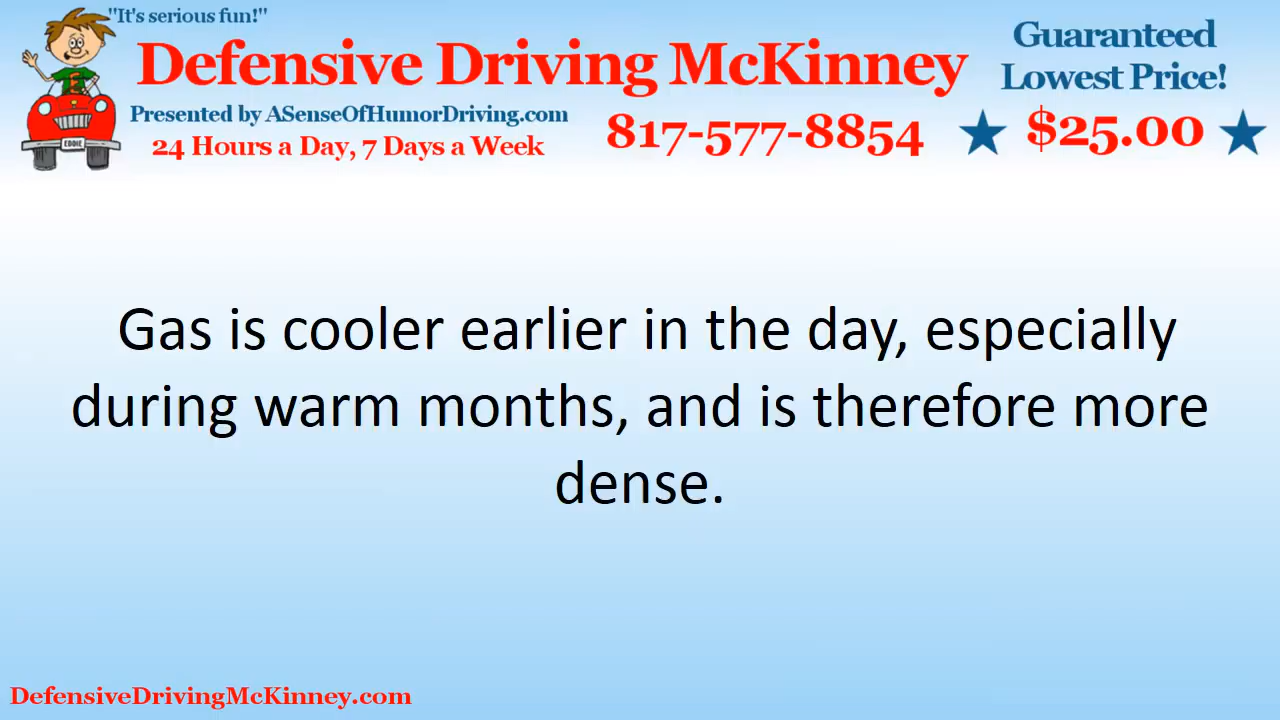 "It's serious fun!"
Defensive Driving McKinney
Presented by ASenseOfHumorDriving.com
24 Hours a Day, 7 Days a Week
817-577-8854
Guaranteed
Lowest Price!
$25.00
EDDIE
Gas is cooler earlier in the day, especially
during warm months, and is therefore more
dense.
DefensiveDrivingMcKinney.com